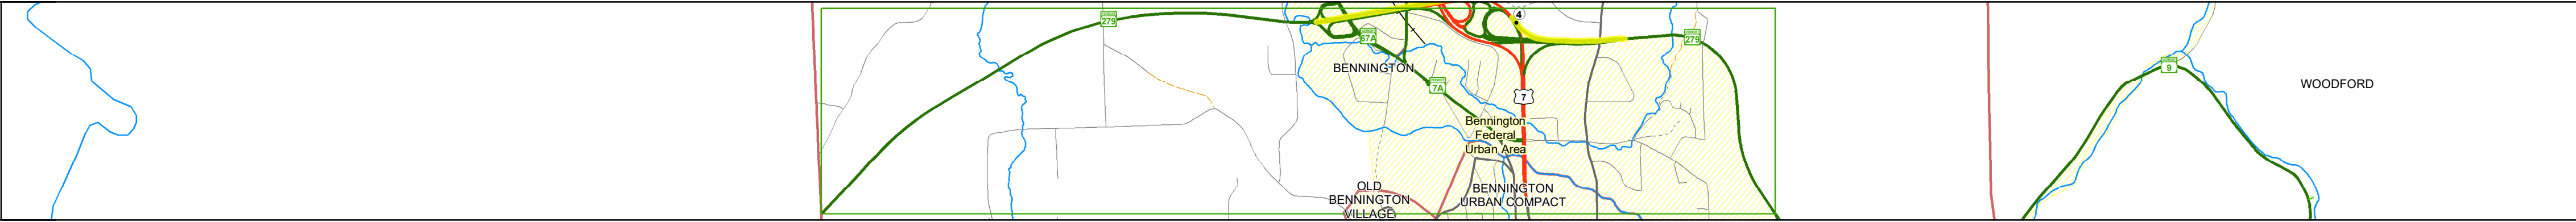 279
4
67A
279
BENNINGTON
9
WOODFORD
7A
7
Bennington
Federal
Urban Area
OLD
BENNINGTON
VILLAGE
BENNINGTON
URBAN COMPACT